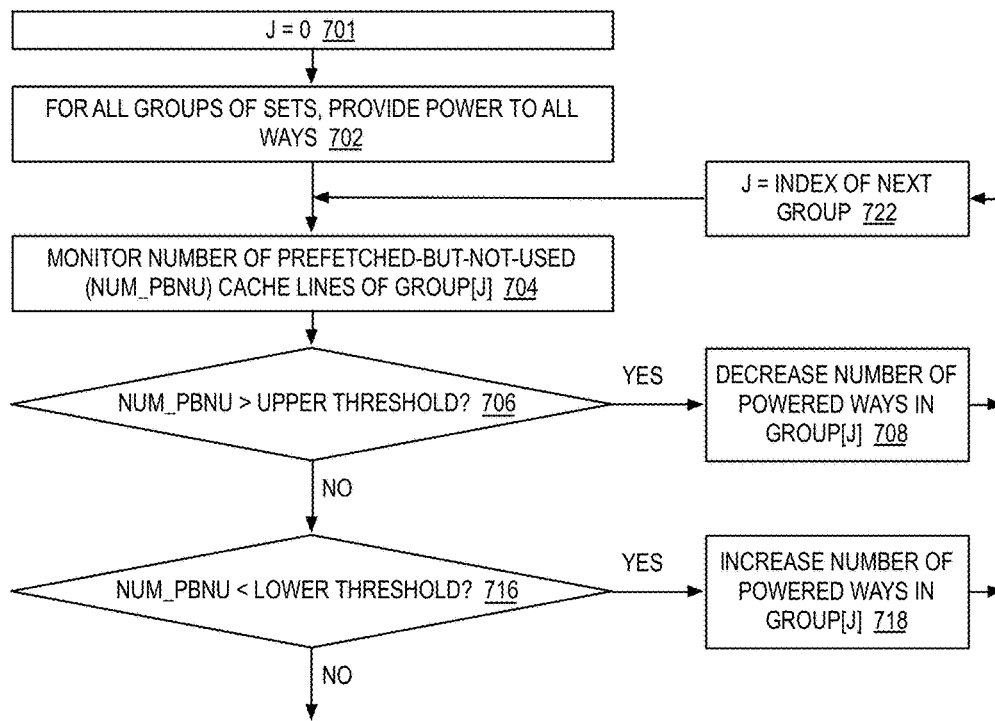 J = 0 701
FOR ALL GROUPS OF SETS, PROVIDE POWER TO ALL
WAYS 702
J = INDEX OF NEXT
GROUP 722
MONITOR NUMBER OF PREFETCHED-BUT-NOT-USED
(NUM_PBNU) CACHE LINES OF GROUP[J] 704
NUM_PBNU > UPPER THRESHOLD? 706
YES
DECREASE NUMBER OF
POWERED WAYS IN
GROUP[J] 708
NO
NUM_PBNU < LOWER THRESHOLD? 716
YES
INCREASE NUMBER OF
POWERED WAYS IN
GROUP[J] 718
NO